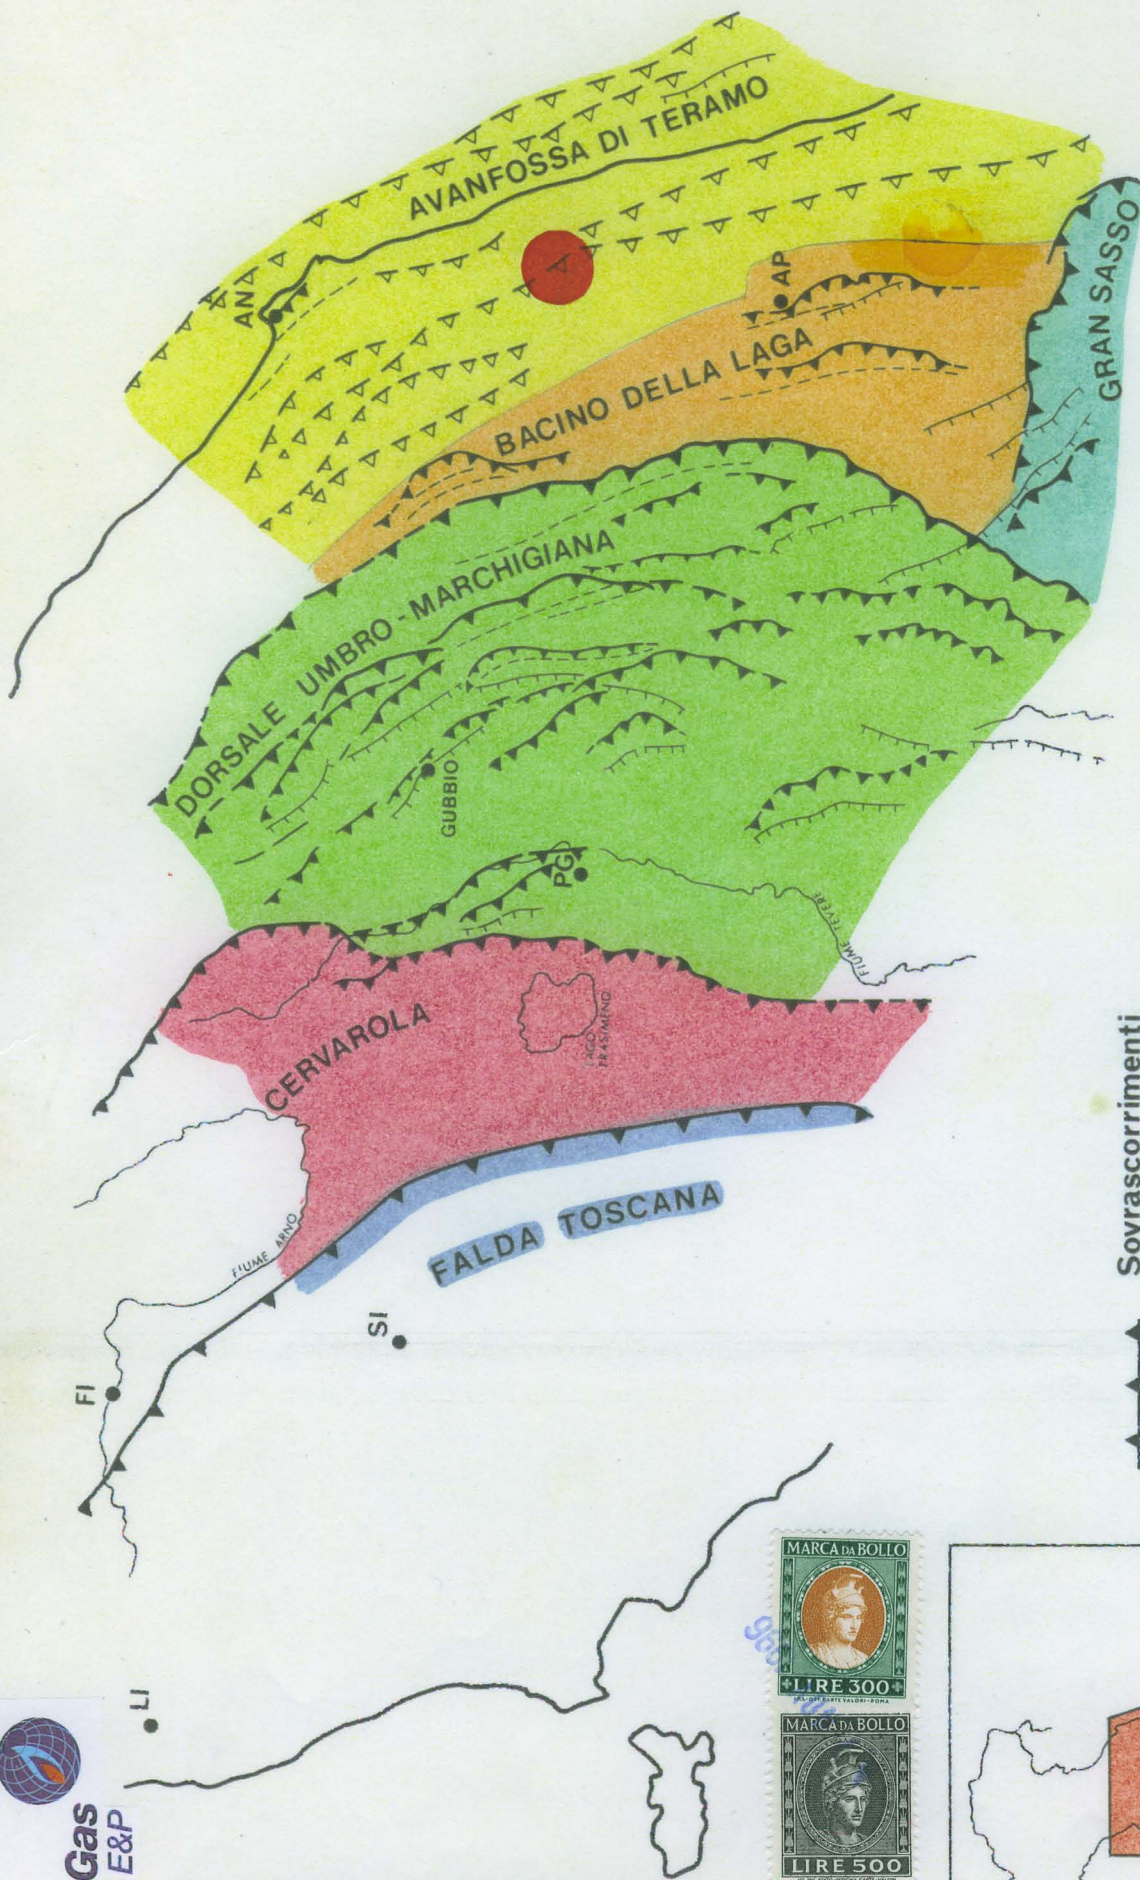 AVANFOSSA DI TERAMO
AN
AP
GRAN SASSO
BACINO DELLA LAGA
DORSALE UMBRO - MARCHIGIANA
GUBBIO
PG
FIUME TEVERE
CERVAROLA
LAGO
TRASIMENO
FIUME ARNO
FALDA TOSCANA
SI
FI
LI
Sovrascorrimenti
Gas
E&P
MARCA DA BOLLO
LIRE 300
MARCA DA BOLLO
LIRE 500